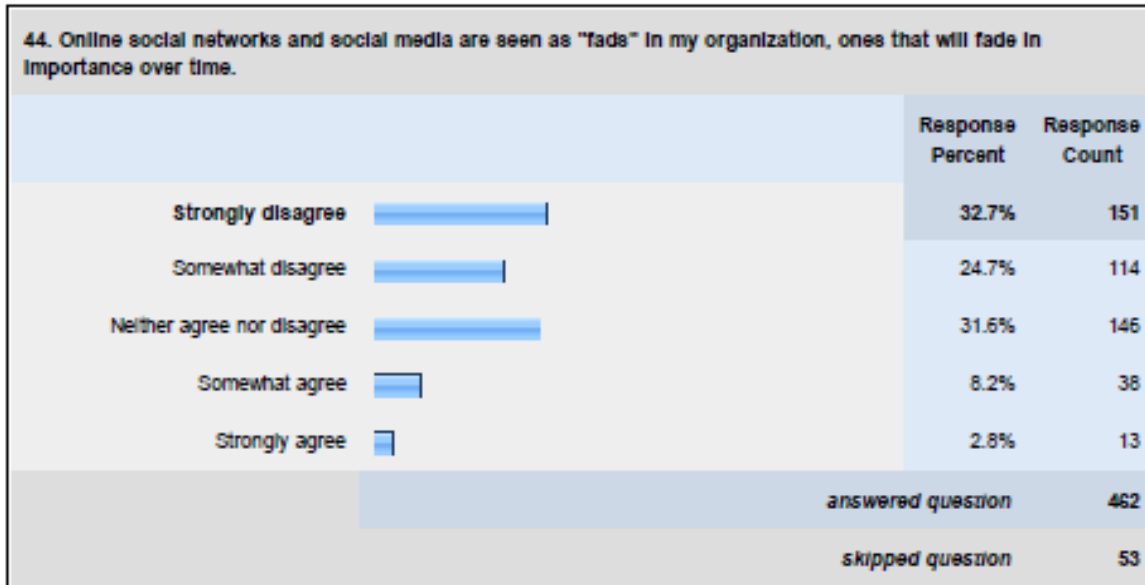 44. Online social networks and social media are seen as "fads" in my organization, ones that will fade in
importance over time.
Response Percent Response Count
Strongly disagree 32.7% 151
Somewhat disagree 24.7% 114
Neither agree nor disagree 31.6% 146
Somewhat agree 8.2% 38
Strongly agree 2.8% 13
answered question 462
skipped question 53